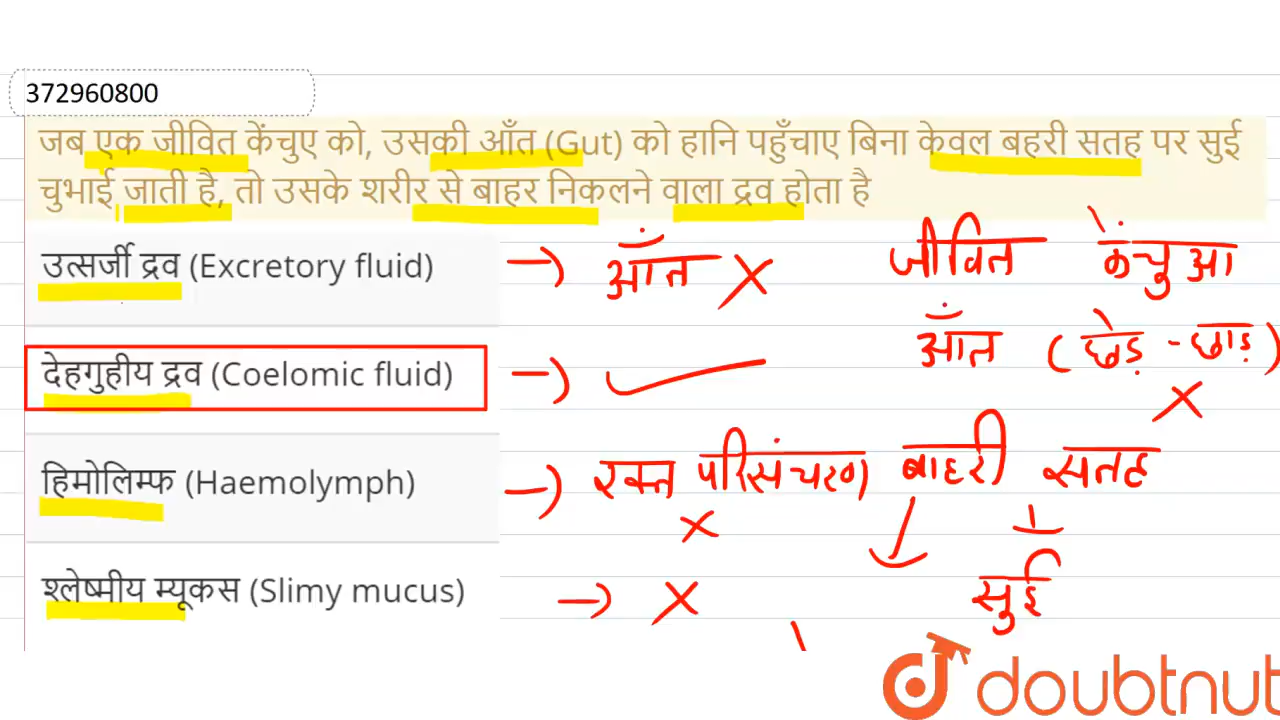 372960800
जब एक जीवित केंचुए को, उसकी आँत (Gut) को हानि पहुँचाए बिना केवल बहरी सतह पर सुई
चुभाई जाती है, तो उसके शरीर से बाहर निकलने वाला द्रव होता है
उत्सर्जी द्रव (Excretory fluid) → आँत ✗
जीवित केंचुआ
आँत (छेड़ - छाड़) ✗
देहगुहीय द्रव (Coelomic fluid) → ✓
हिमोलिम्फ (Haemolymph) → रक्त परिसंचरण ✗
बाहरी सतह
सुई
श्लेष्मीय म्यूकस (Slimy mucus) → ✗
doubtnut